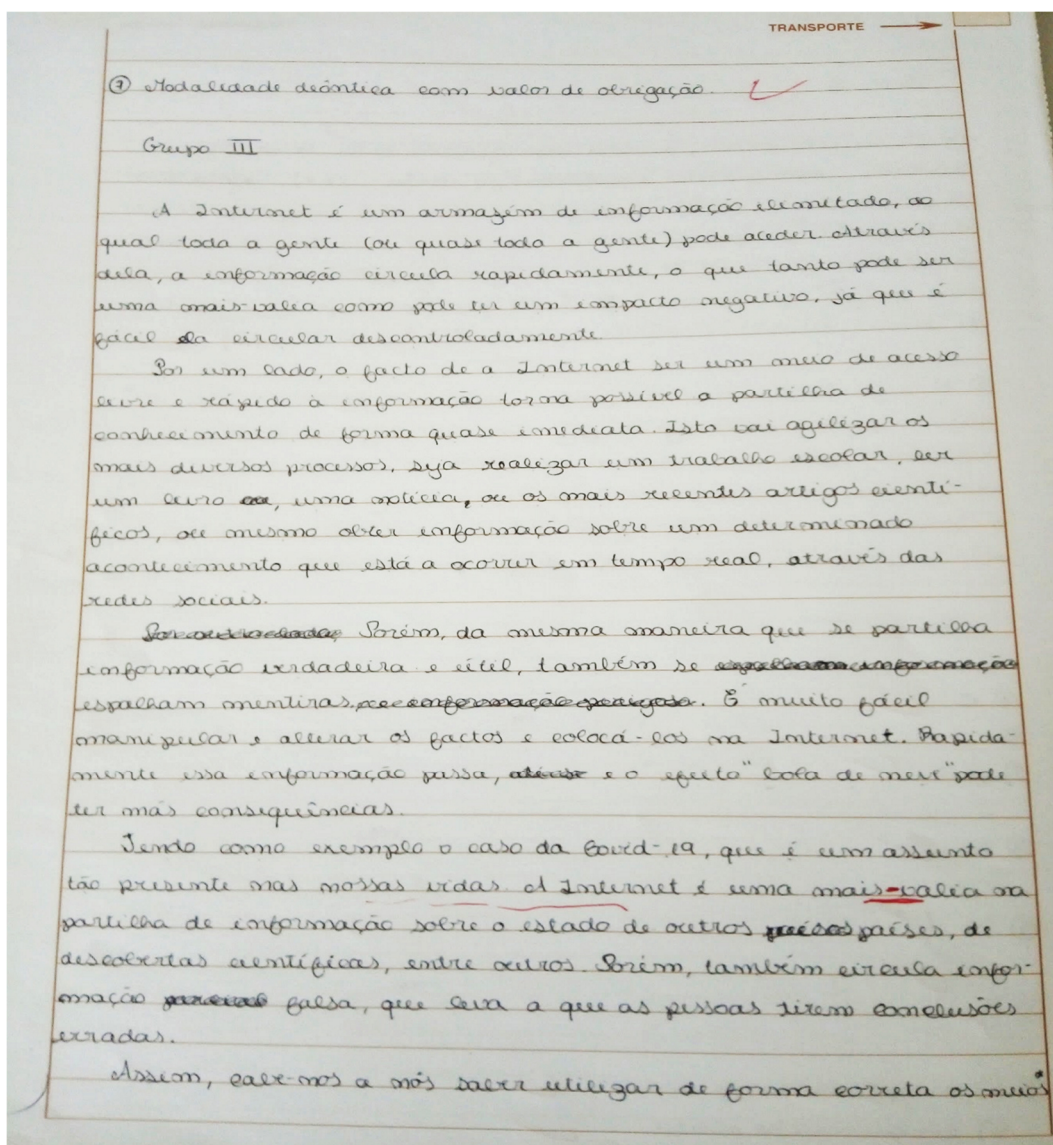 TRANSPORTE
⑦ Modalidade deôntica com valor de obrigação.
Grupo III
A Internet é um armazém de informação ilimitado, ao
qual toda a gente (ou quase toda a gente) pode aceder. Através
dela, a informação circula rapidamente, o que tanto pode ser
uma mais-valia como pode ter um impacto negativo, já que é
fácil ela circular descontroladamente.
Por um lado, o facto de a Internet ser um meio de acesso
livre e rápido à informação torna possível a partilha de
conhecimento de forma quase imediata. Isto vai agilizar os
mais diversos processos, seja realizar um trabalho escolar, ler
um livro, uma notícia, ou os mais recentes artigos cientí-
ficos, ou mesmo obter informação sobre um determinado
acontecimento que está a ocorrer em tempo real, através das
redes sociais.
Porém, da mesma maneira que se partilha
informação verdadeira e útil, também se
espalham mentiras. É muito fácil
manipular e alterar os factos e colocá-los na Internet. Rapida-
mente essa informação passa, e o efeito "bola de neve" pode
ter más consequências.
Tendo como exemplo o caso da Covid-19, que é um assunto
tão presente nas nossas vidas. A Internet é uma mais-valia na
partilha de informação sobre o estado de outros países, de
descobertas científicas, entre outros. Porém, também circula infor-
mação falsa, que leva a que as pessoas tirem conclusões
erradas.
Assim, cabe-nos a nós saber utilizar de forma correta os meios